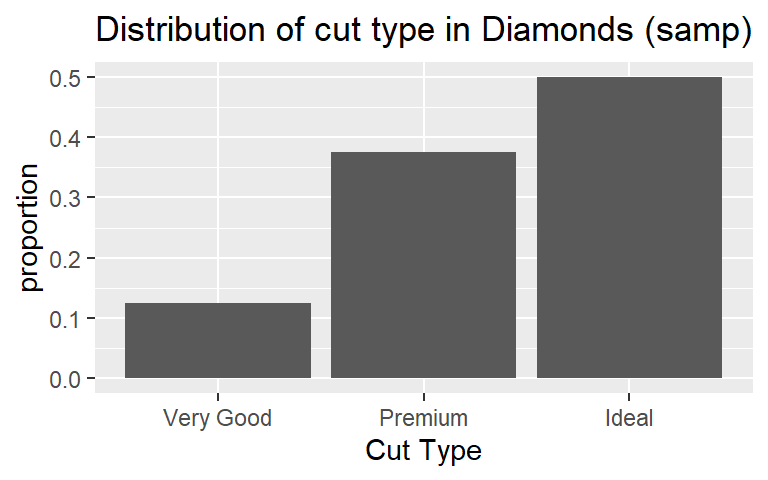 Distribution of cut type in Diamonds (samp)
proportion
0.5
0.4
0.3
0.2
0.1
0.0
Very Good Premium Ideal
Cut Type